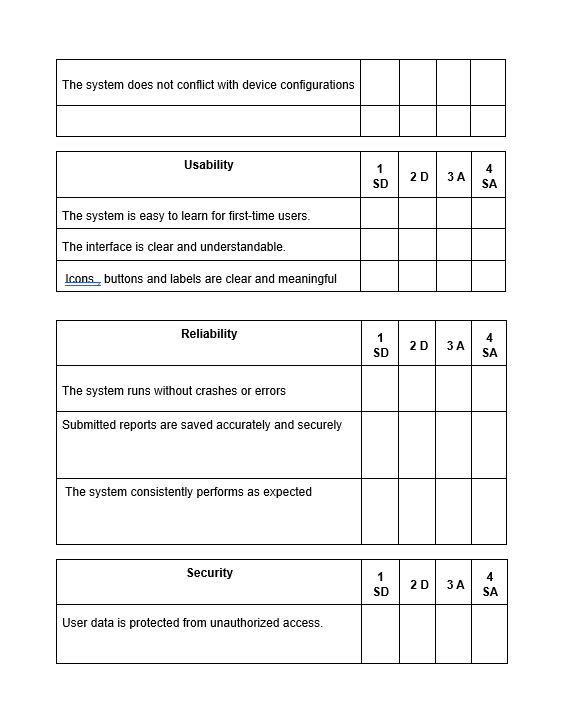 The system does not conflict with device configurations
Usability 1 SD 2 D 3 A 4 SA
The system is easy to learn for first-time users.
The interface is clear and understandable.
Icons , buttons and labels are clear and meaningful
Reliability 1 SD 2 D 3 A 4 SA
The system runs without crashes or errors
Submitted reports are saved accurately and securely
The system consistently performs as expected
Security 1 SD 2 D 3 A 4 SA
User data is protected from unauthorized access.